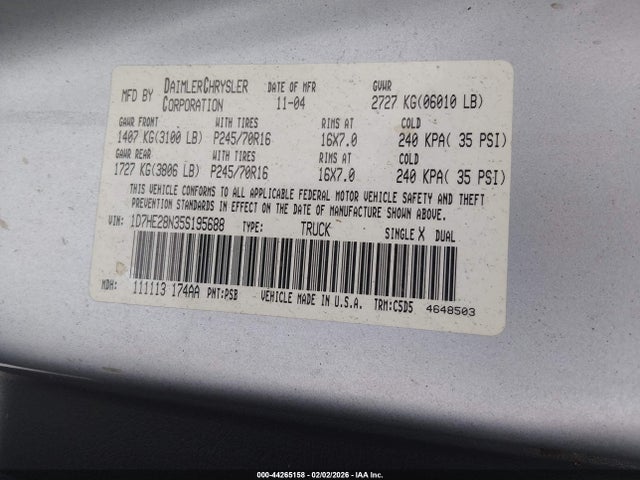 MFD BY DAIMLERCHRYSLER CORPORATION DATE OF MFR 11-04 GVWR 2727 KG(06010 LB)
GAWR FRONT WITH TIRES RIMS AT COLD
1407 KG(3100 LB) P245/70R16 16X7.0 240 KPA( 35 PSI)
GAWR REAR WITH TIRES RIMS AT COLD
1727 KG(3806 LB) P245/70R16 16X7.0 240 KPA( 35 PSI)
THIS VEHICLE CONFORMS TO ALL APPLICABLE FEDERAL MOTOR VEHICLE SAFETY AND THEFT
PREVENTION STANDARDS IN EFFECT ON THE DATE OF MANUFACTURE SHOWN ABOVE.
VIN: 1D7HE28N35S195688 TYPE: TRUCK SINGLE X DUAL
MDH: 111113 174AA PNT:PSB VEHICLE MADE IN U.S.A. TRM:C5D5 4648503
000-44265158 - 02/02/2026 - IAA Inc.